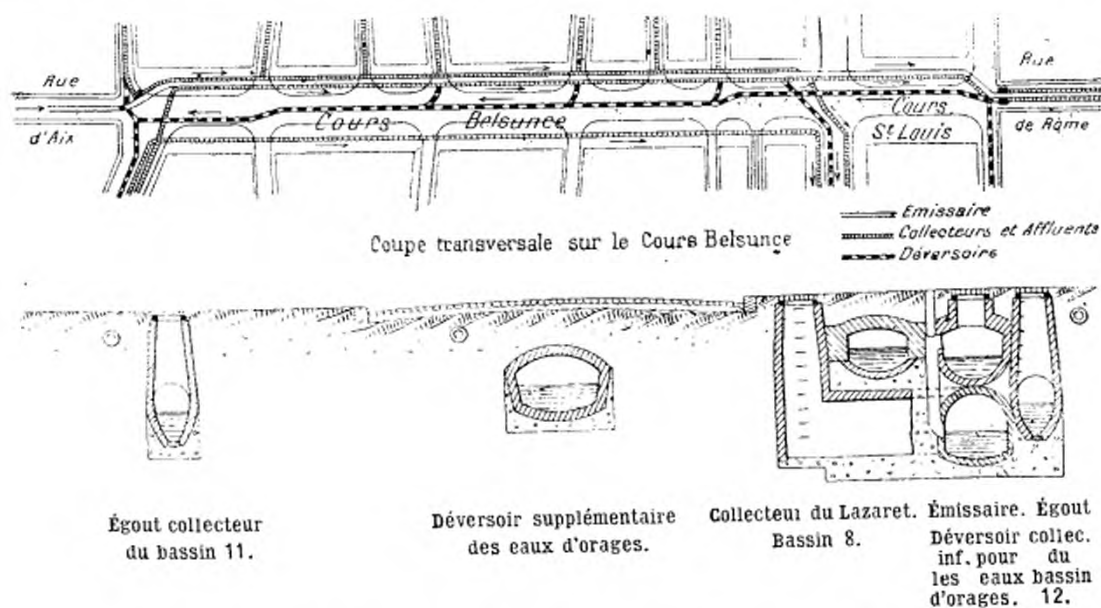 Rue
d'Aix
Cours Belsunce
Cours
St Louis
Rue
de Rome
Emissaire
Collecteurs et Affluents
Déversoirs
Coupe transversale sur le Cours Belsunce
Égout collecteur
du bassin 11.
Déversoir supplémentaire
des eaux d'orages.
Collecteur du Lazaret.
Bassin 8.
Émissaire. Égout
Déversoir collec.
inf. pour du
les eaux bassin
d'orages. 12.